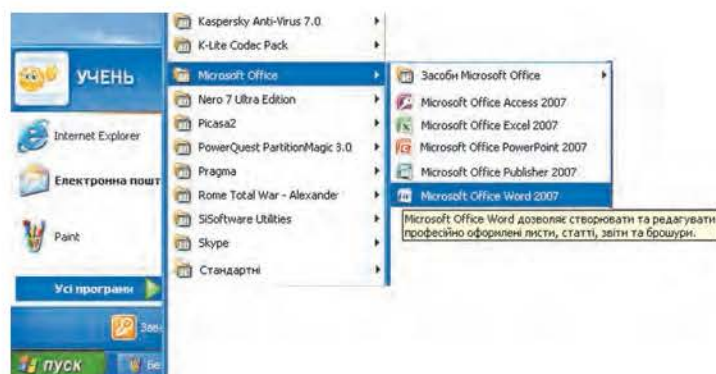 УЧЕНЬ
Internet Explorer
Електронна пошт
Paint
Усі програми
пуск
Kaspersky Anti-Virus 7.0
K-Lite Codec Pack
Microsoft Office
Nero 7 Ultra Edition
Picasa2
PowerQuest PartitionMagic 3.0
Pragma
Rome Total War - Alexander
SiSoftware Utilities
Skype
Стандартні
Засоби Microsoft Office
Microsoft Office Access 2007
Microsoft Office Excel 2007
Microsoft Office PowerPoint 2007
Microsoft Office Publisher 2007
Microsoft Office Word 2007
Microsoft Office Word дозволяє створювати та редагувати
професійно оформлені листи, статті, звіти та брошури.